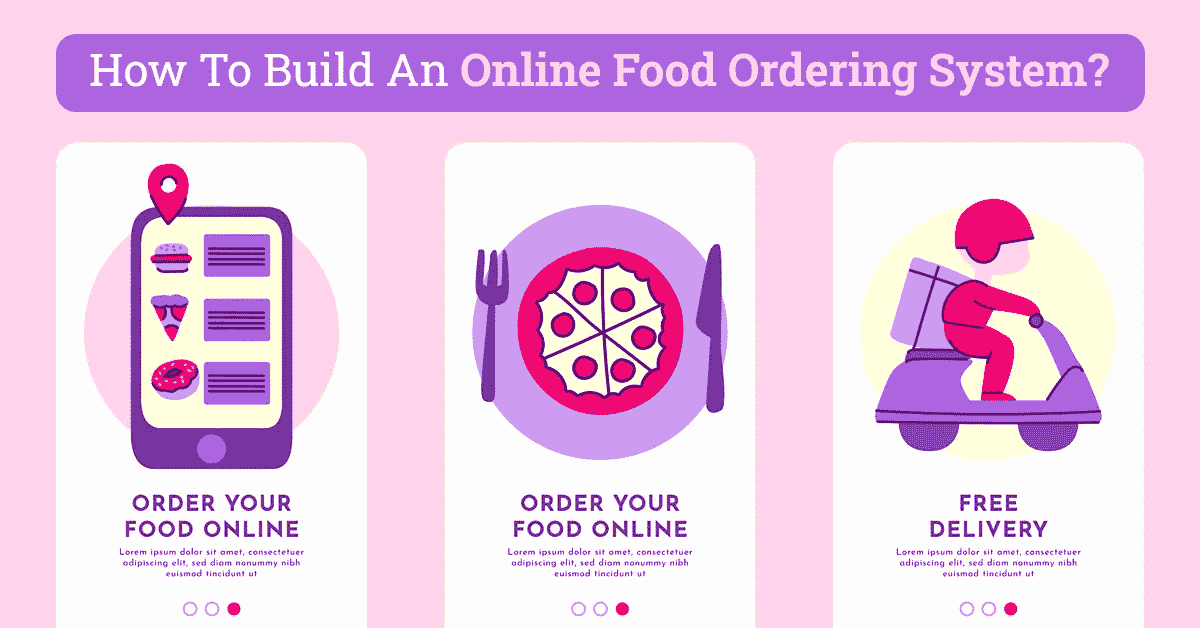 How To Build An Online Food Ordering System?
ORDER YOUR
FOOD ONLINE
Lorem ipsum dolor sit amet, consectetuer
adipiscing elit, sed diam nonummy nibh
euismod tincidunt ut
ORDER YOUR
FOOD ONLINE
Lorem ipsum dolor sit amet, consectetuer
adipiscing elit, sed diam nonummy nibh
euismod tincidunt ut
FREE
DELIVERY
Lorem ipsum dolor sit amet, consectetuer
adipiscing elit, sed diam nonummy nibh
euismod tincidunt ut